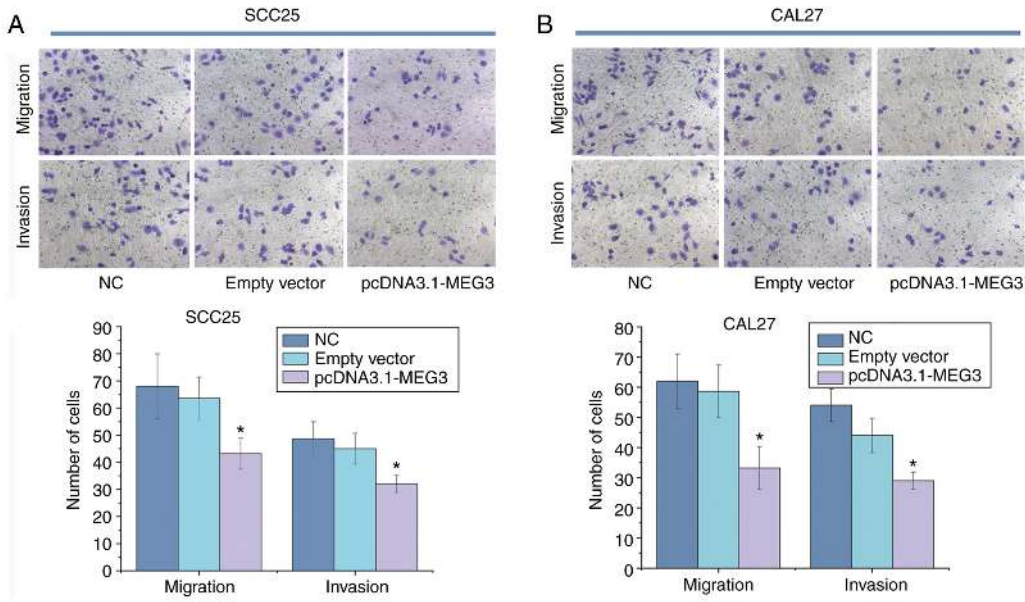 A
SCC25
Migration
Invasion
NC Empty vector pcDNA3.1-MEG3
SCC25
90
80
70
60
50
40
30
20
10
0
Number of cells
NC
Empty vector
pcDNA3.1-MEG3
*
*
Migration Invasion
B
CAL27
Migration
Invasion
NC Empty vector pcDNA3.1-MEG3
CAL27
80
70
60
50
40
30
20
10
0
Number of cells
NC
Empty vector
pcDNA3.1-MEG3
*
*
Migration Invasion